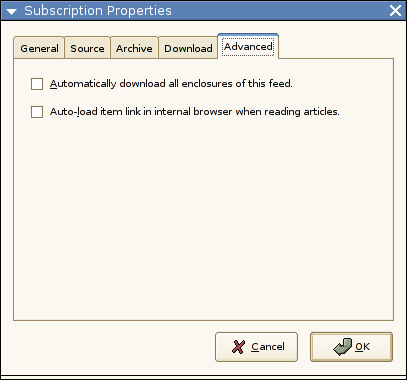 Subscription Properties
General Source Archive Download Advanced
Automatically download all enclosures of this feed.
Auto-load item link in internal browser when reading articles.
Cancel OK